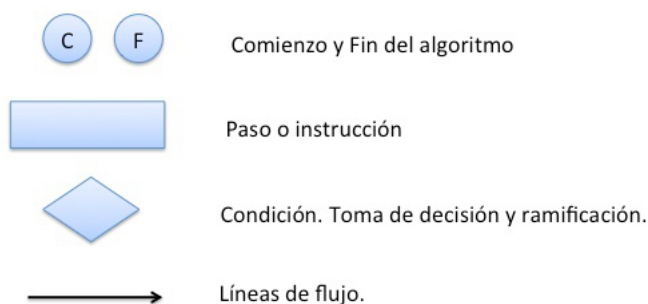 C F Comienzo y Fin del algoritmo
Paso o instrucción
Condición. Toma de decisión y ramificación.
Líneas de flujo.